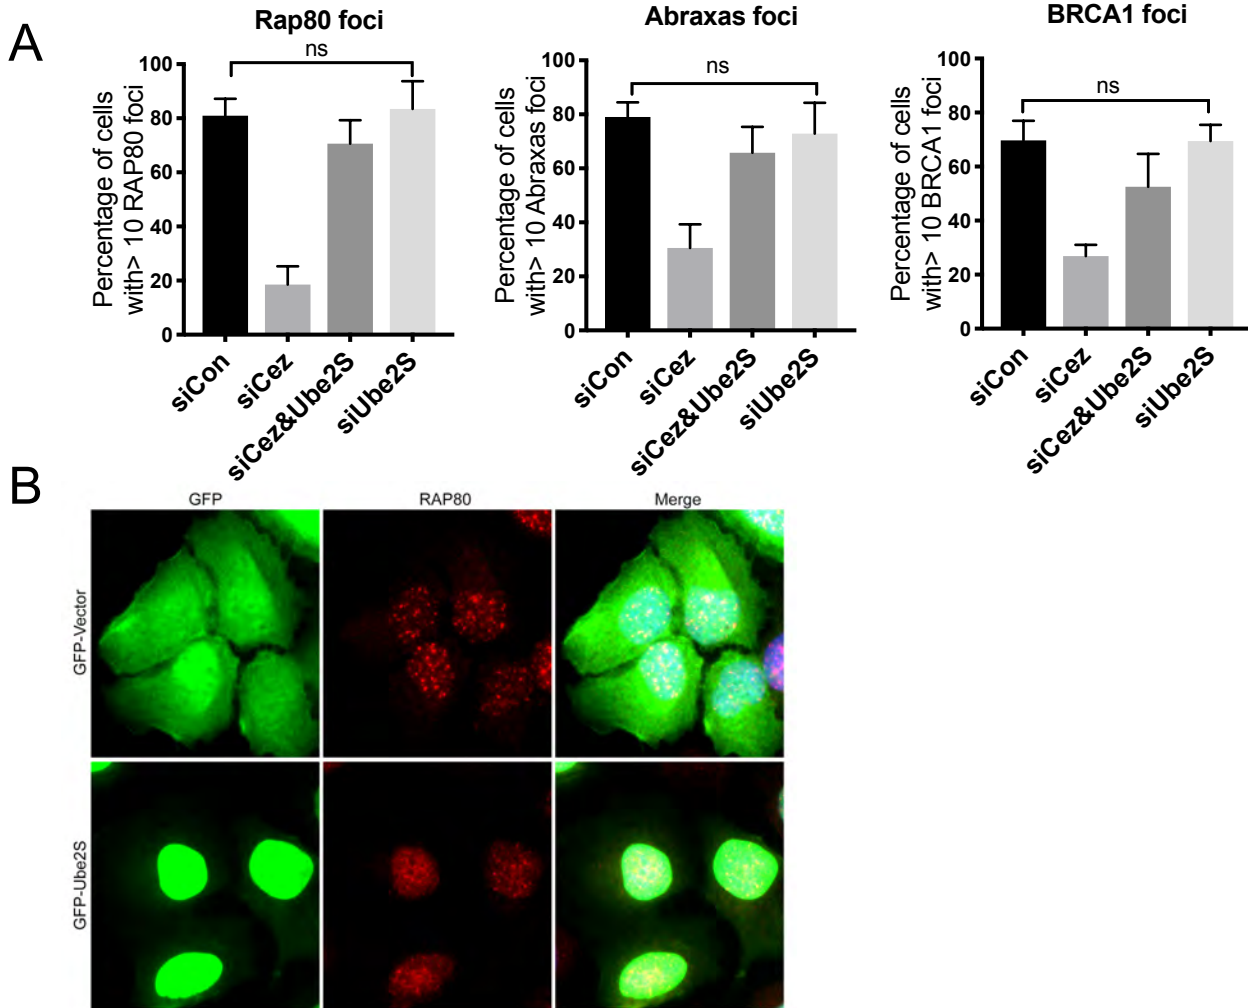 A
Rap80 foci
ns
Percentage of cells
with> 10 RAP80 foci
100
80
60
40
20
0
siCon
siCez
siCez&Ube2S
siUbe2S
Abraxas foci
ns
Percentage of cells
with> 10 Abraxas foci
100
80
60
40
20
0
siCon
siCez
siCez&Ube2S
siUbe2S
BRCA1 foci
ns
Percentage of cells
with> 10 BRCA1 foci
100
80
60
40
20
0
siCon
siCez
siCez&Ube2S
siUbe2S
B
GFP
RAP80
Merge
GFP-Vector
GFP-Ube2S